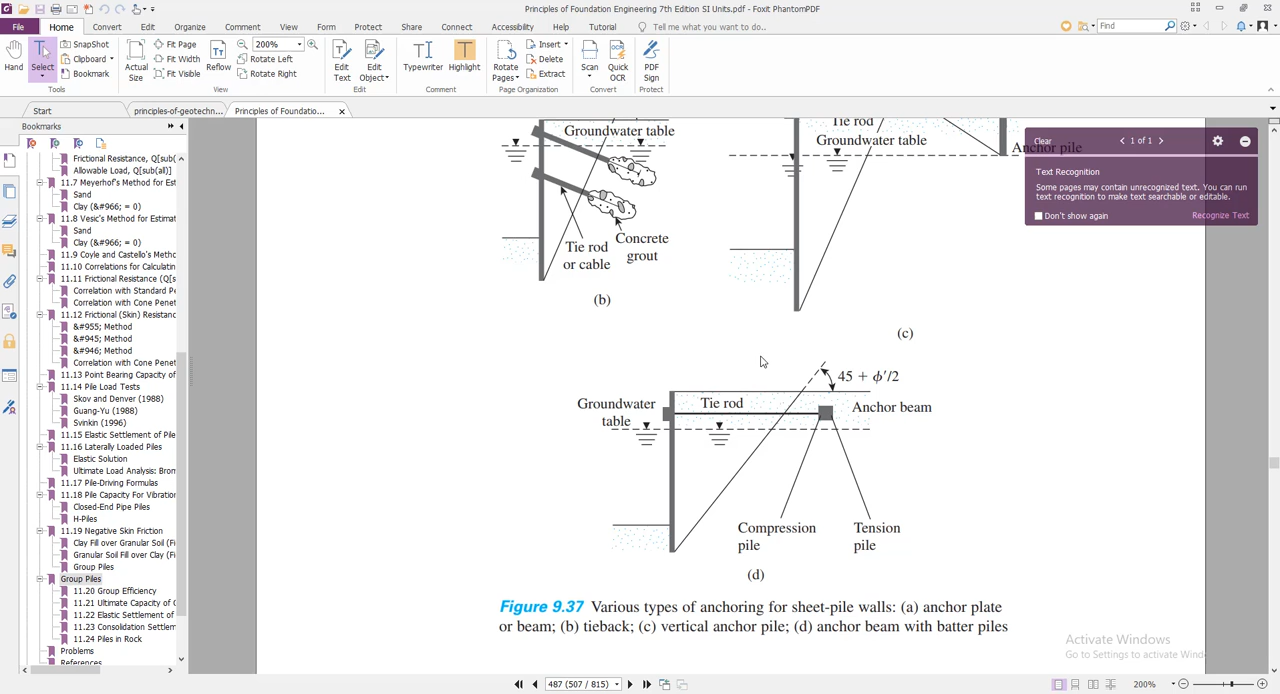 Principles of Foundation Engineering 7th Edition SI Units.pdf - Foxit PhantomPDF
File Home Convert Edit Organize Comment View Form Protect Share Connect Accessibility Help Tutorial Tell me what you want to do... Find
Hand
Select
SnapShot
Clipboard
Bookmark
Tools
Actual Size
Fit Page
Fit Width
Fit Visible
Reflow
200%
Rotate Left
Rotate Right
View
Edit Text
Edit Object
Edit
Typewriter
Highlight
Comment
Rotate Pages
Insert
Delete
Extract
Page Organization
Scan
Quick OCR
Convert
PDF Sign
Protect
Start principles-of-geotechn... Principles of Foundatio...
Bookmarks
Frictional Resistance, Q[sub(
Allowable Load, Q[sub(all)]
11.7 Meyerhof's Method for Est
Sand
Clay (&#966 = 0)
11.8 Vesic's Method for Estimat
Sand
Clay (&#966; = 0)
11.9 Coyle and Castello's Metho
11.10 Correlations for Calculatin
11.11 Frictional Resistance (Q[s
Correlation with Standard Pe
Correlation with Cone Penet
11.12 Frictional (Skin) Resistanc
&#955; Method
&#945; Method
&#946; Method
Correlation with Cone Penet
11.13 Point Bearing Capacity of
11.14 Pile Load Tests
Skov and Denver (1988)
Guang-Yu (1988)
Svinkin (1996)
11.15 Elastic Settlement of Pile
11.16 Laterally Loaded Piles
Elastic Solution
Ultimate Load Analysis: Brom
11.17 Pile-Driving Formulas
11.18 Pile Capacity For Vibration
Closed-End Pipe Piles
H-Piles
11.19 Negative Skin Friction
Clay Fill over Granular Soil (Fi
Granular Soil Fill over Clay (Fi
Group Piles
Group Piles
11.20 Group Efficiency
11.21 Ultimate Capacity of G
11.22 Elastic Settlement of
11.23 Consolidation Settlem
11.24 Piles in Rock
Problems
References
Groundwater table
Tie rod
or cable
Concrete
grout
(b)
Tie rod
Groundwater table
Anchor pile
(c)
Clear 1 of 1
Text Recognition
Some pages may contain unrecognized text. You can run
text recognition to make text searchable or editable.
Don't show again Recognize Text
45 + ϕ′/2
Groundwater
table
Tie rod
Anchor beam
Compression
pile
Tension
pile
(d)
Figure 9.37 Various types of anchoring for sheet-pile walls: (a) anchor plate
or beam; (b) tieback; (c) vertical anchor pile; (d) anchor beam with batter piles
Activate Windows
Go to Settings to activate Wind
487 (507 / 815) 200%